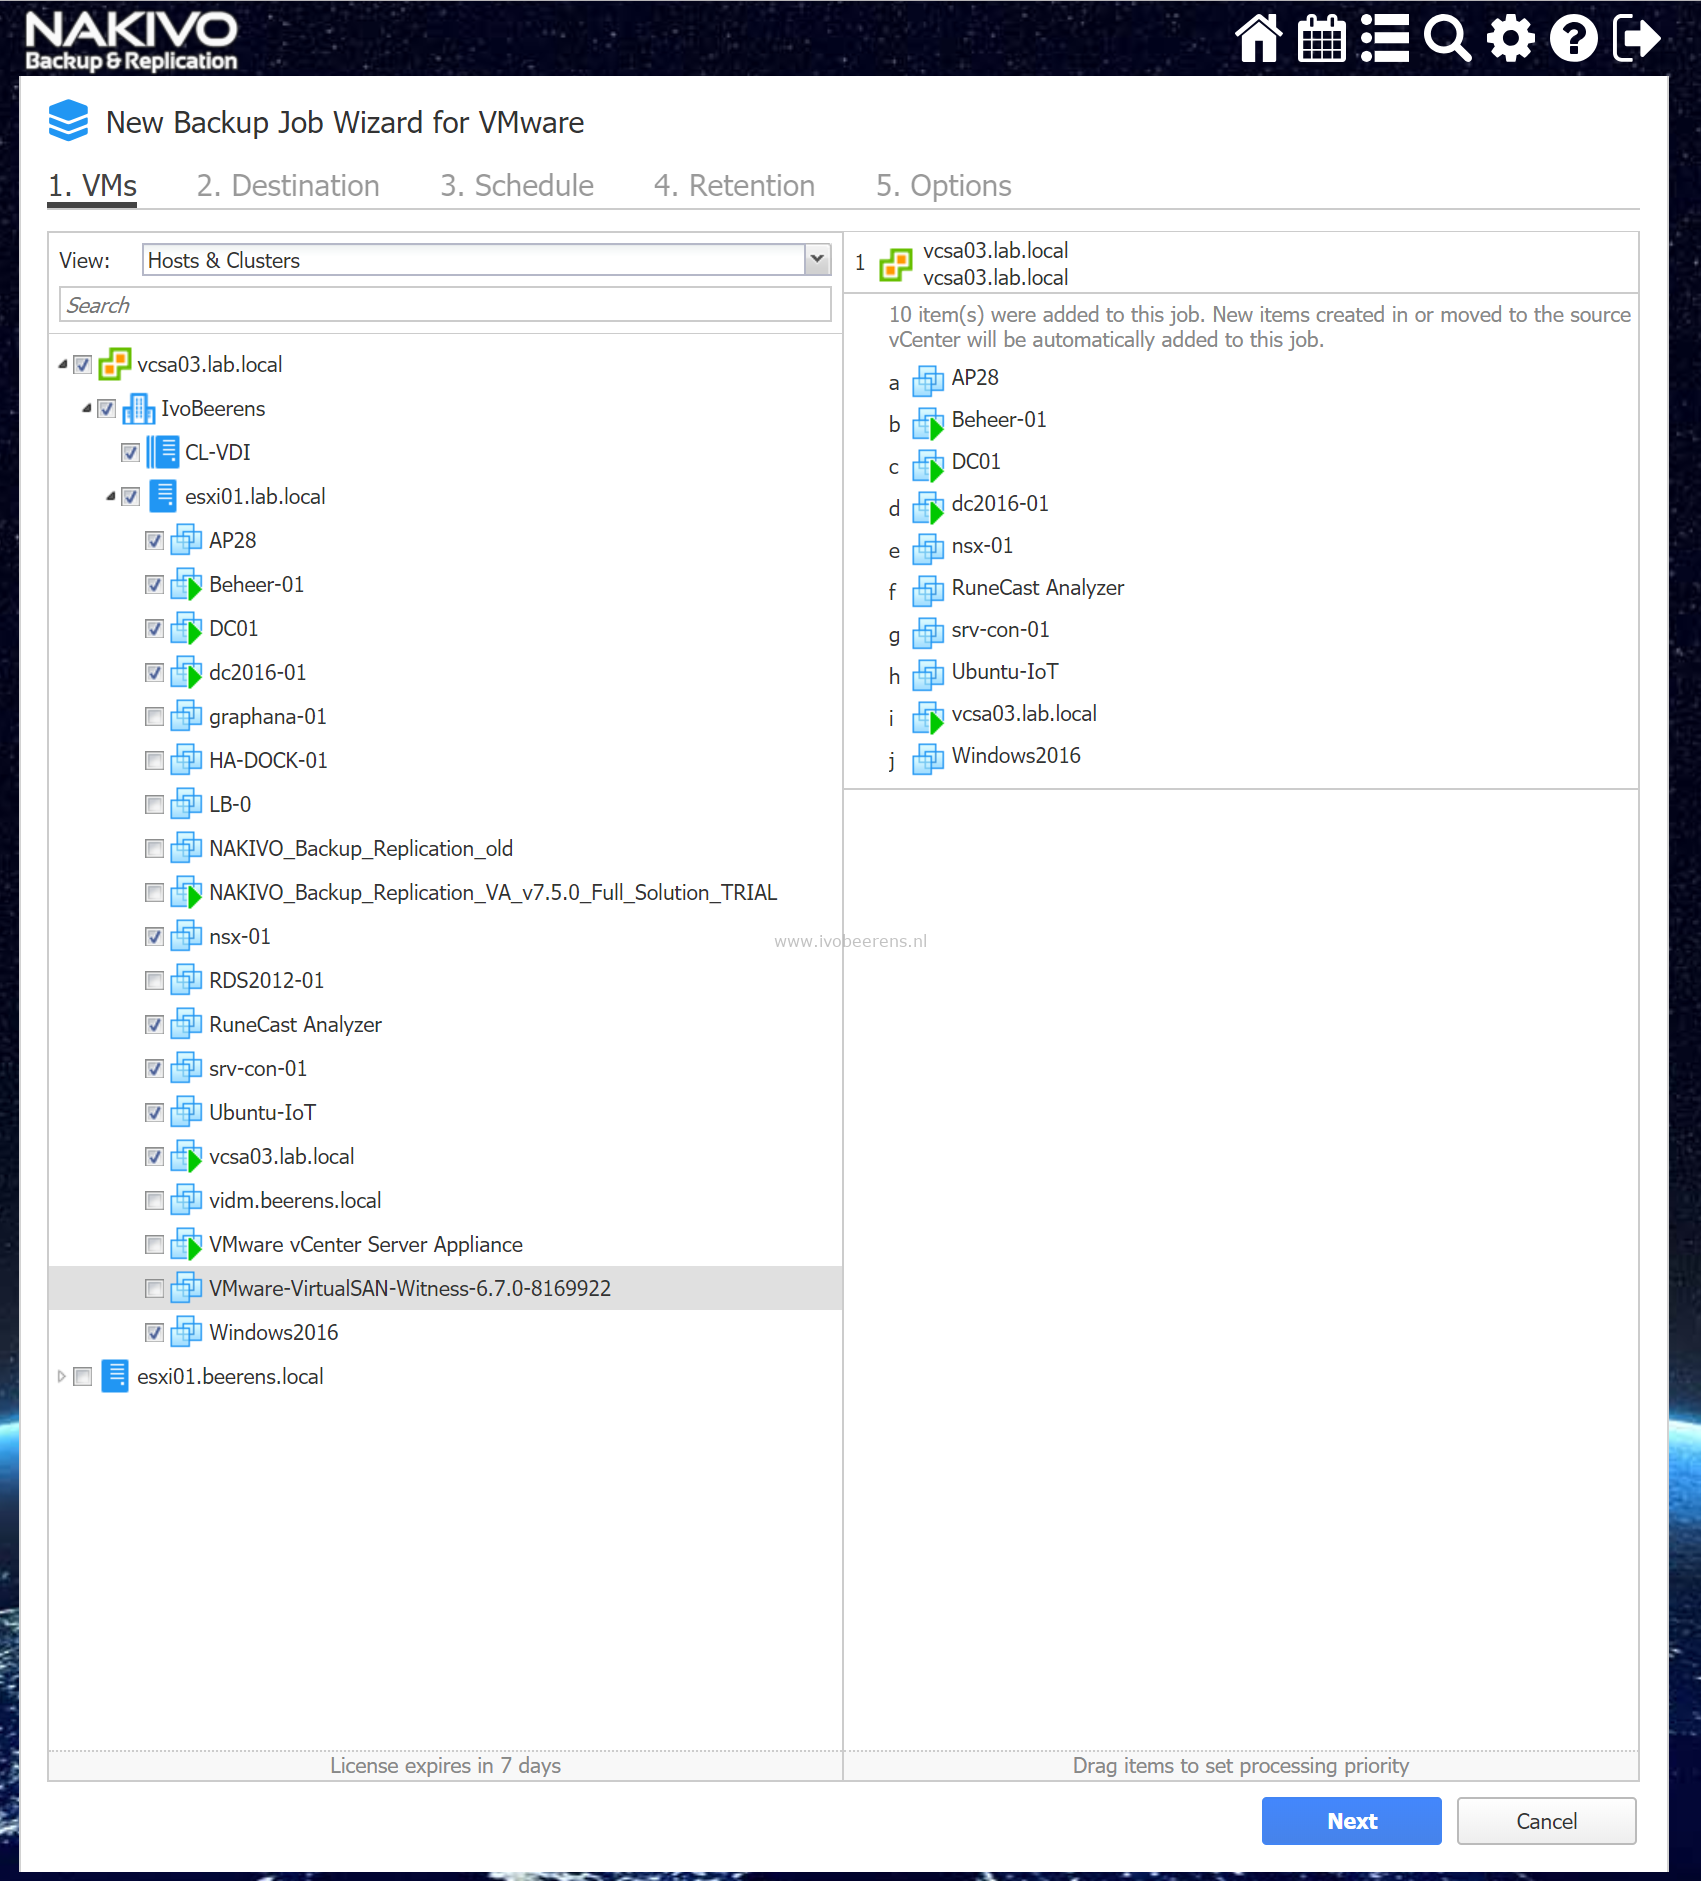 NAKIVO
Backup & Replication
New Backup Job Wizard for VMware
1. VMs
2. Destination
3. Schedule
4. Retention
5. Options
View:
Hosts & Clusters
Search
vcsa03.lab.local
IvoBeerens
CL-VDI
esxi01.lab.local
AP28
Beheer-01
DC01
dc2016-01
graphana-01
HA-DOCK-01
LB-0
NAKIVO_Backup_Replication_old
NAKIVO_Backup_Replication_VA_v7.5.0_Full_Solution_TRIAL
nsx-01
RDS2012-01
RuneCast Analyzer
srv-con-01
Ubuntu-IoT
vcsa03.lab.local
vidm.beerens.local
VMware vCenter Server Appliance
VMware-VirtualSAN-Witness-6.7.0-8169922
Windows2016
esxi01.beerens.local
License expires in 7 days
1
vcsa03.lab.local
vcsa03.lab.local
10 item(s) were added to this job. New items created in or moved to the source
vCenter will be automatically added to this job.
a AP28
b Beheer-01
c DC01
d dc2016-01
e nsx-01
f RuneCast Analyzer
g srv-con-01
h Ubuntu-IoT
i vcsa03.lab.local
j Windows2016
www.ivobeerens.nl
Drag items to set processing priority
Next
Cancel